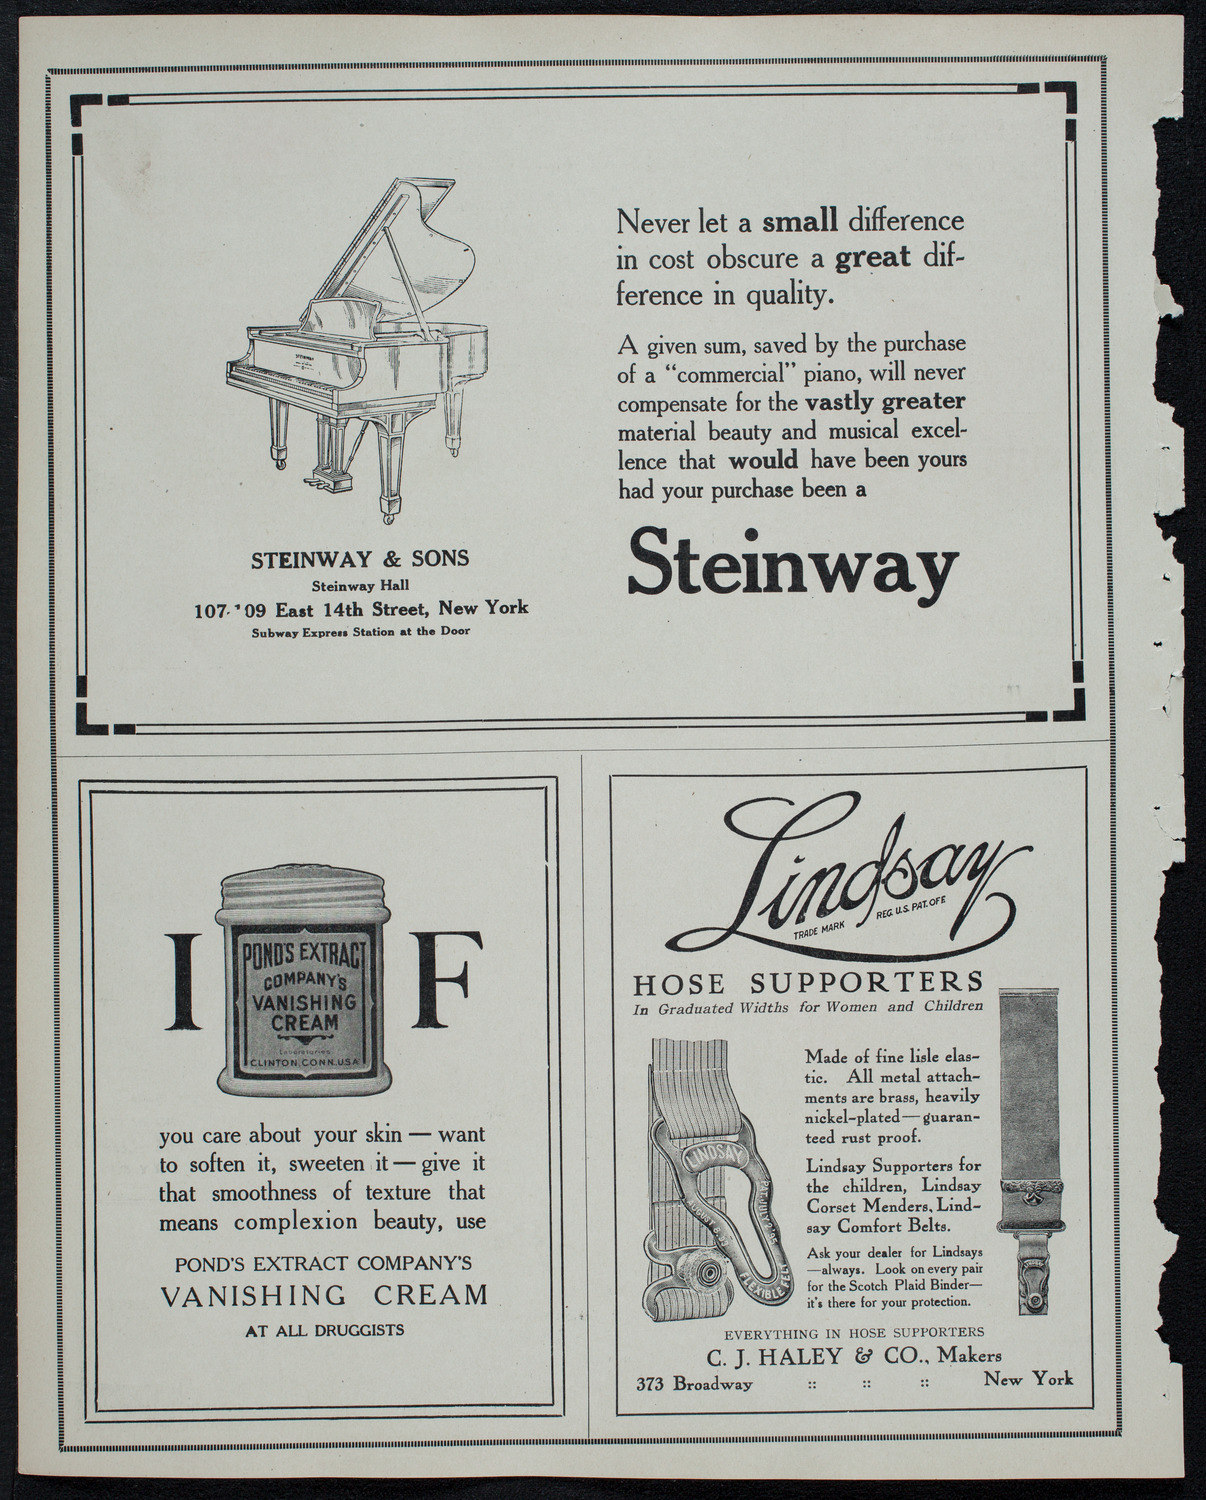 Never let a small difference
in cost obscure a great dif-
ference in quality.
A given sum, saved by the purchase
of a “commercial” piano, will never
compensate for the vastly greater
material beauty and musical excel-
lence that would have been yours
had your purchase been a
Steinway
STEINWAY
STEINWAY & SONS
Steinway Hall
107-109 East 14th Street, New York
Subway Express Station at the Door
I F
POND'S EXTRACT
COMPANY'S
VANISHING
CREAM
Laboratories
CLINTON.CONN.USA
you care about your skin — want
to soften it, sweeten it — give it
that smoothness of texture that
means complexion beauty, use
POND'S EXTRACT COMPANY'S
VANISHING CREAM
AT ALL DRUGGISTS
Lindsay
TRADE MARK REG. U.S. PAT. OFF.
HOSE SUPPORTERS
In Graduated Widths for Women and Children
LINDSAY
FLEXIBLE FELT
Made of fine lisle elas-
tic. All metal attach-
ments are brass, heavily
nickel-plated—guaran-
teed rust proof.
Lindsay Supporters for
the children, Lindsay
Corset Menders, Lind-
say Comfort Belts.
Ask your dealer for Lindsays
—always. Look on every pair
for the Scotch Plaid Binder—
it's there for your protection.
EVERYTHING IN HOSE SUPPORTERS
C. J. HALEY & CO., Makers
373 Broadway :: :: :: New York